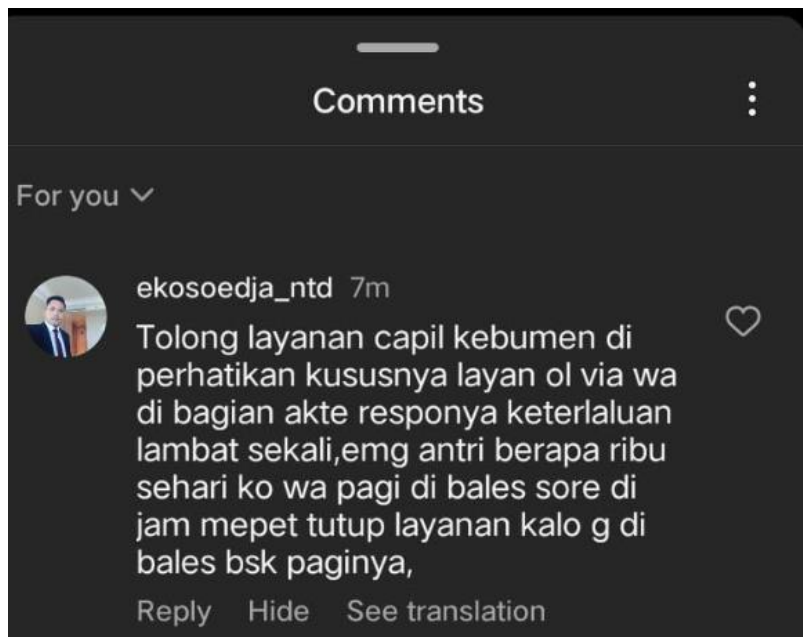 Comments
For you
ekosoedja_ntd 7m
Tolong layanan capil kebumen di
perhatikan kususnya layan ol via wa
di bagian akte responya keterlaluan
lambat sekali,emg antri berapa ribu
sehari ko wa pagi di bales sore di
jam mepet tutup layanan kalo g di
bales bsk paginya,
Reply Hide See translation